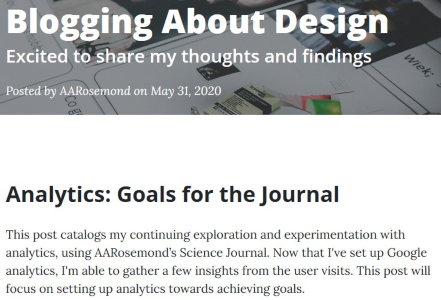 Blogging About Design
Excited to share my thoughts and findings
Posted by AARosemond on May 31, 2020
Wiek;
Analytics: Goals for the Journal
This post catalogs my continuing exploration and experimentation with
analytics, using AARosemond's Science Journal. Now that I've set up Google
analytics, I'm able to gather a few insights from the user visits. This post will
focus on setting up analytics towards achieving goals.